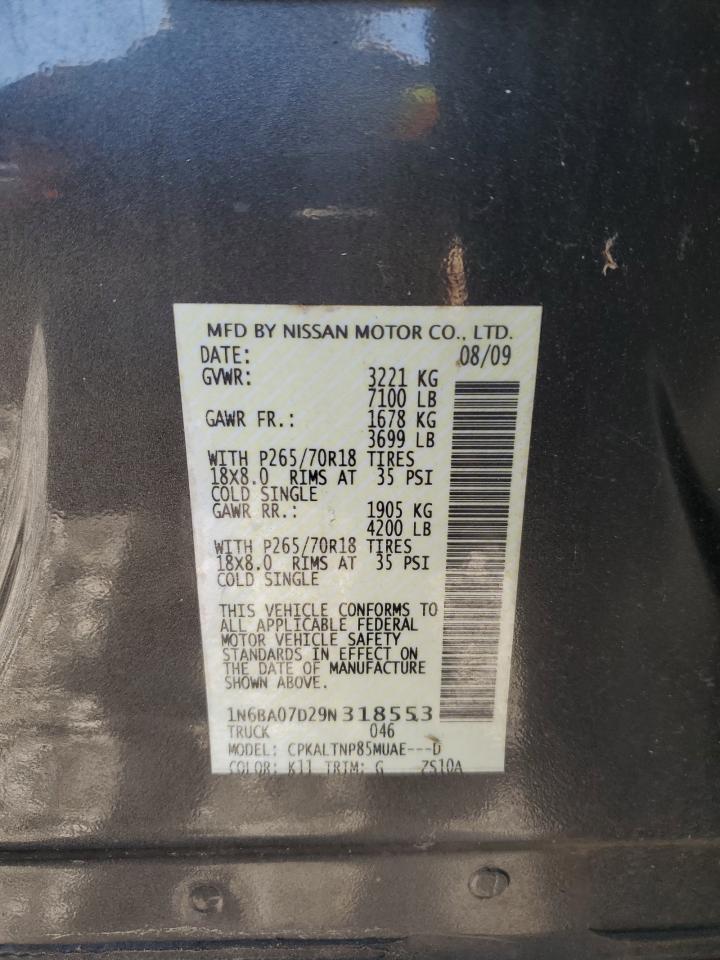 MFD BY NISSAN MOTOR CO., LTD.
DATE: 08/09
GVWR: 3221 KG
7100 LB
GAWR FR.: 1678 KG
3699 LB
WITH P265/70R18 TIRES
18X8.0 RIMS AT 35 PSI
COLD SINGLE
GAWR RR.: 1905 KG
4200 LB
WITH P265/70R18 TIRES
18X8.0 RIMS AT 35 PSI
COLD SINGLE
THIS VEHICLE CONFORMS TO
ALL APPLICABLE FEDERAL
MOTOR VEHICLE SAFETY
STANDARDS IN EFFECT ON
THE DATE OF MANUFACTURE
SHOWN ABOVE.
1N6BA07D29N318553
TRUCK 046
MODEL: CPKALTNP85MUAE---D
COLOR: K11 TRIM: G ZS10A